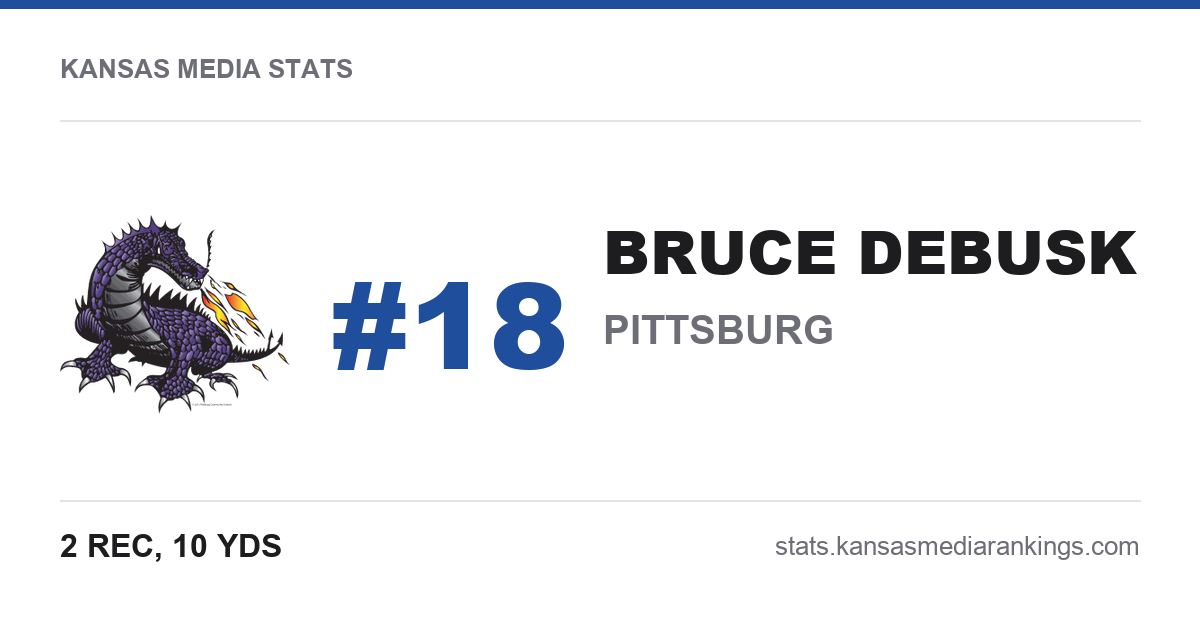 KANSAS MEDIA STATS
#18
BRUCE DEBUSK
PITTSBURG
2 REC, 10 YDS
stats.kansasmediarankings.com